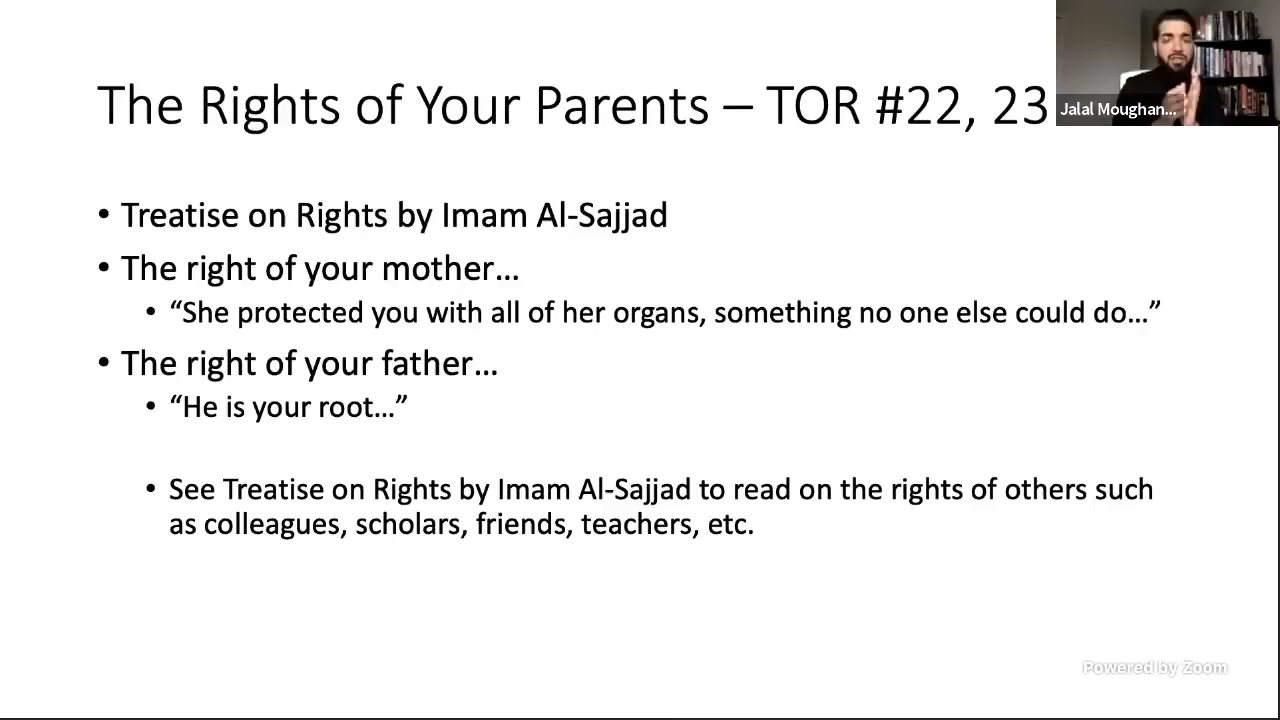 The Rights of Your Parents – TOR #22, 23
Jalal Moughan...
• Treatise on Rights by Imam Al-Sajjad
• The right of your mother…
• “She protected you with all of her organs, something no one else could do…”
• The right of your father…
• “He is your root…”
• See Treatise on Rights by Imam Al-Sajjad to read on the rights of others such
as colleagues, scholars, friends, teachers, etc.
Powered by Zoom